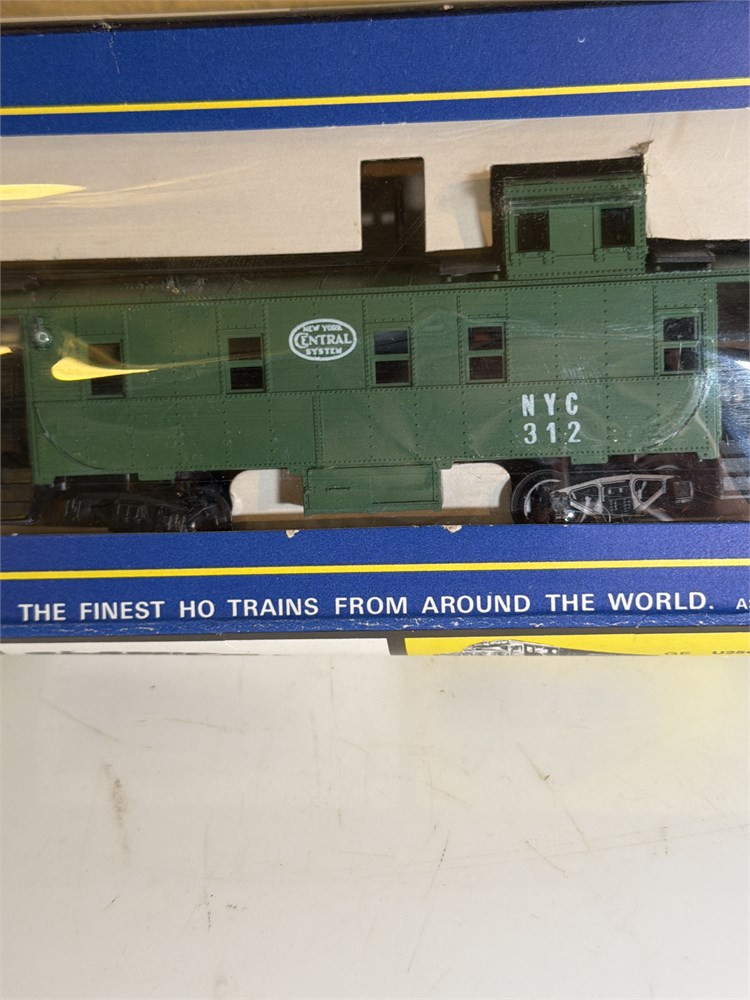 NEW YORK
CENTRAL
SYSTEM
NYC
312
THE FINEST HO TRAINS FROM AROUND THE WORLD. A